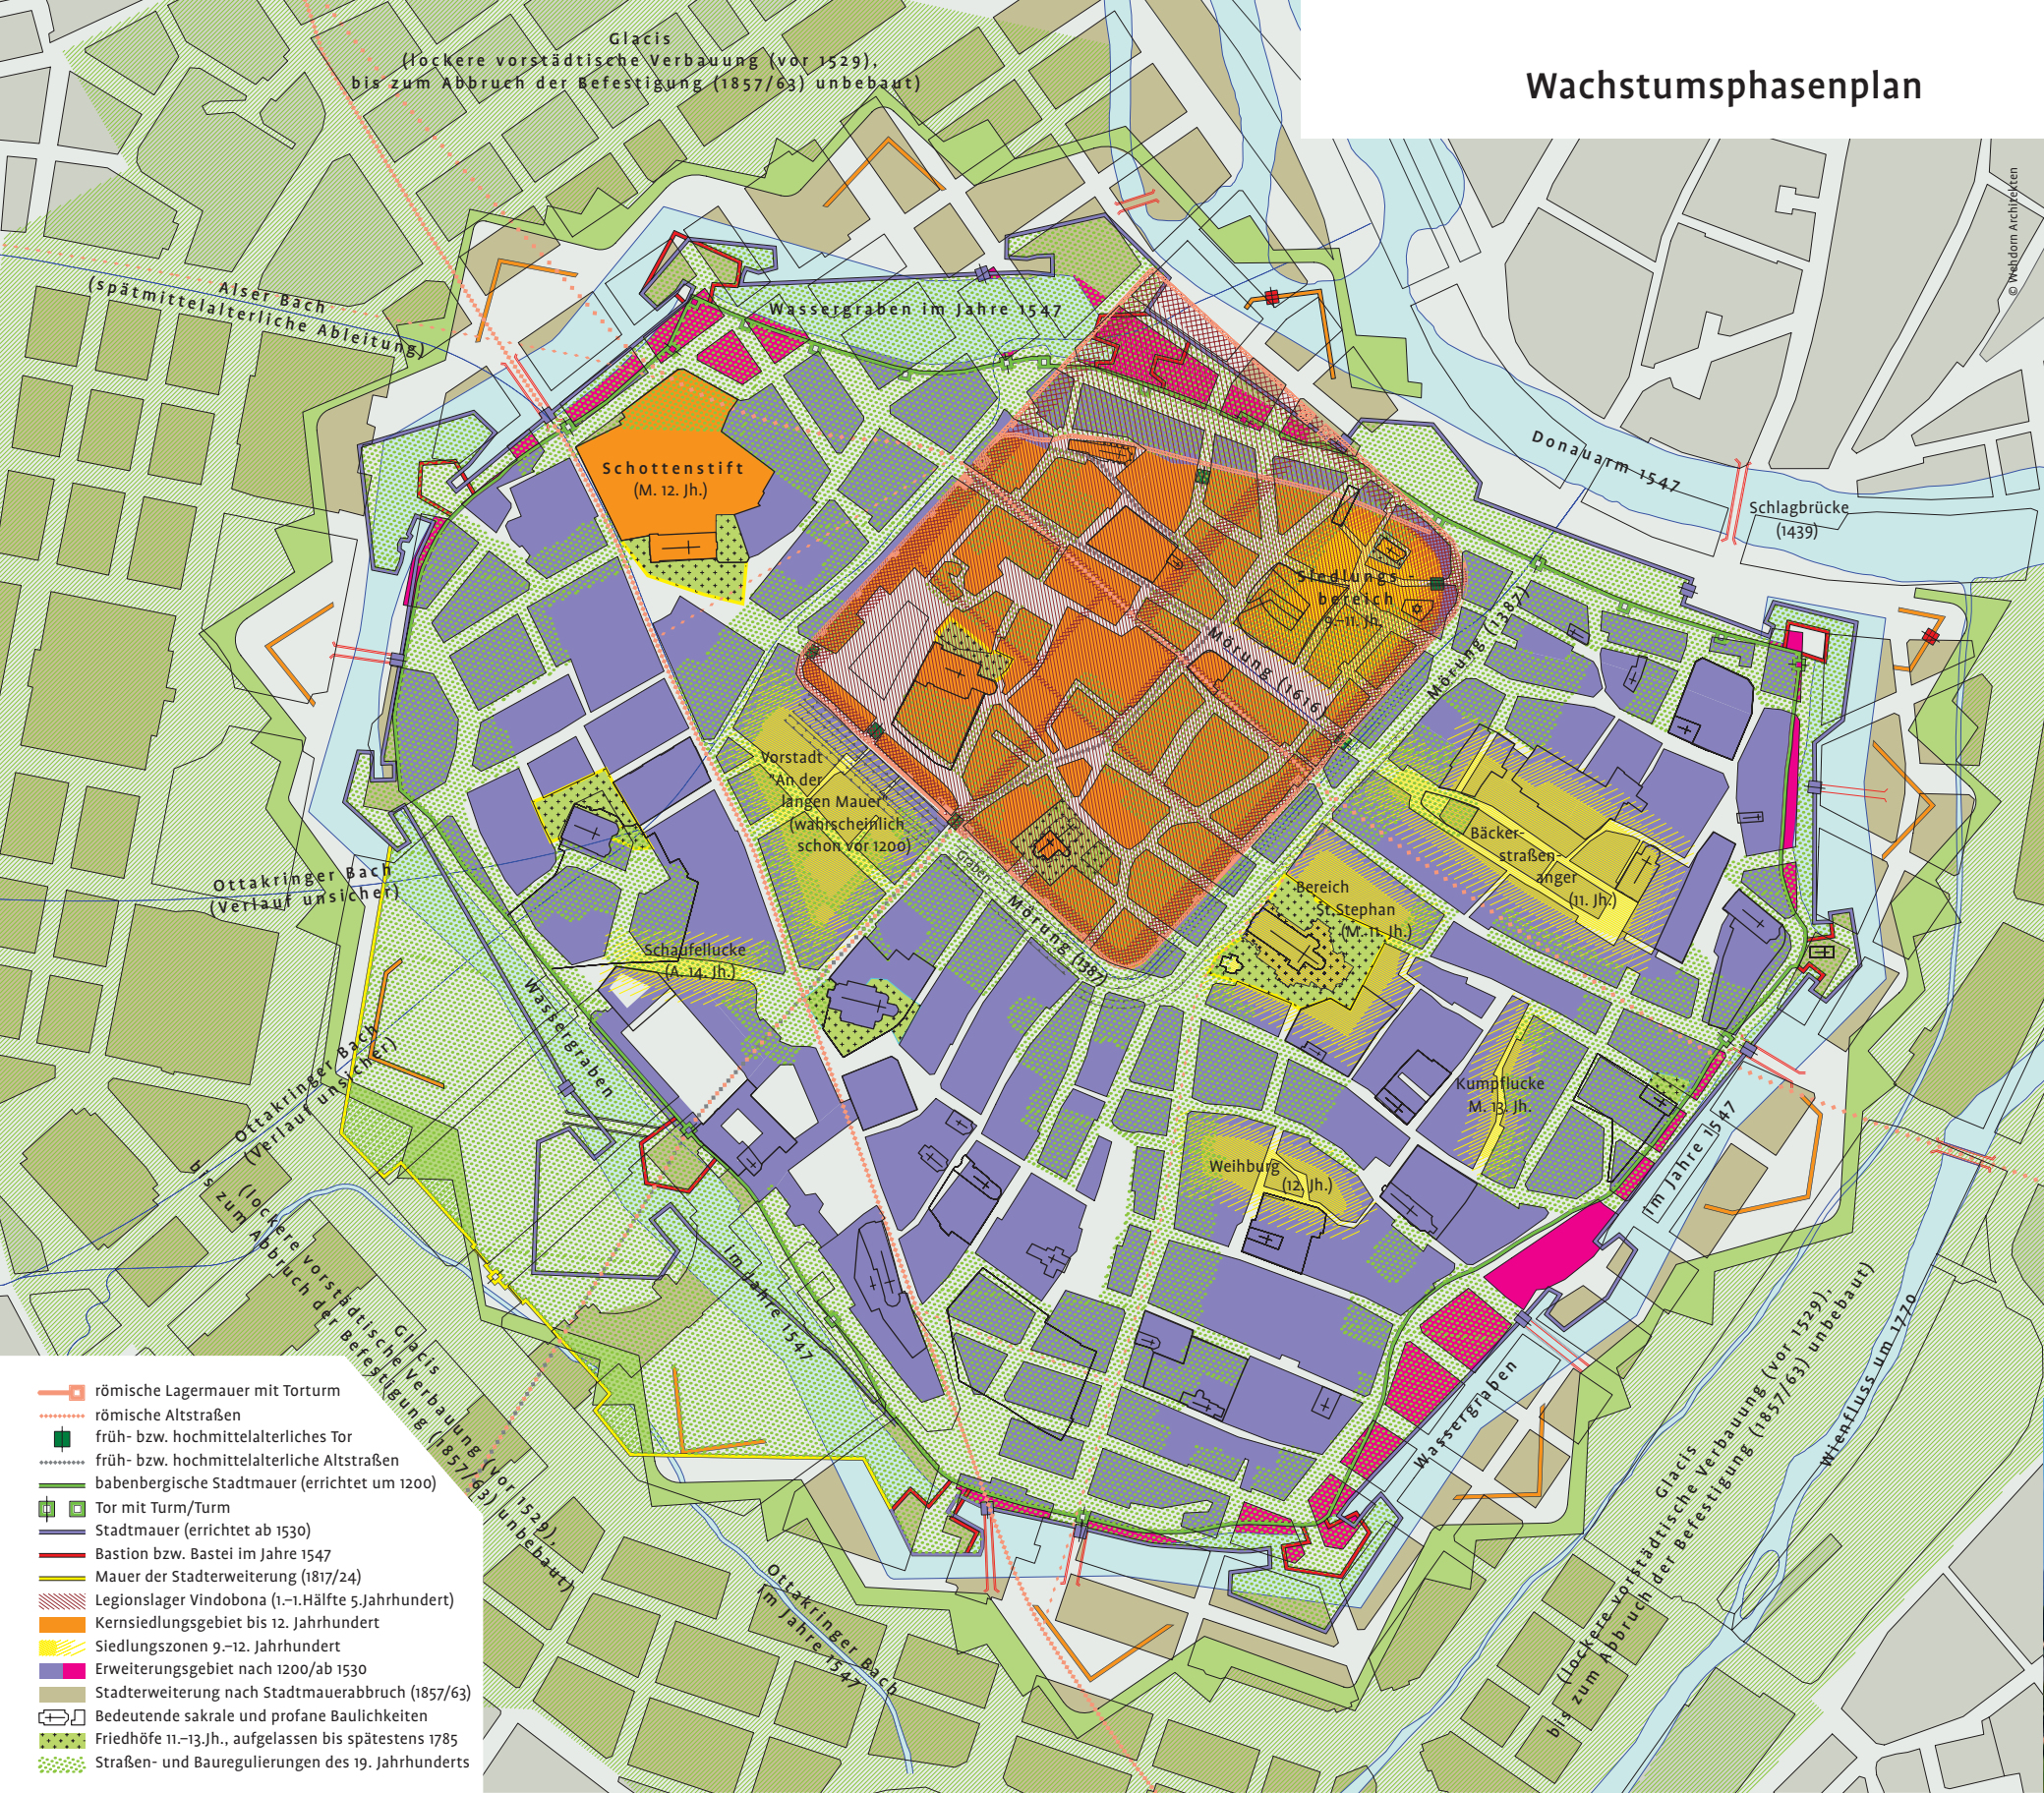 Wachstumsphasenplan
© Wehdorn Architekten
Glacis
(lockere vorstädtische Verbauung (vor 1529),
bis zum Abbruch der Befestigung (1857/63) unbebaut)
Alser Bach
(spätmittelalterliche Ableitung)
Wassergraben im Jahre 1547
Donauarm 1547
Schlagbrücke
(1439)
Schottenstift
(M. 12. Jh.)
Siedlungs-
bereich
9.–11. Jh.
Mörung (1616)
Mörung (1387)
Vorstadt
"An der
langen Mauer"
(wahrscheinlich
schon vor 1200)
Graben
Mörung (1387)
Bäcker-
straßen-
anger
(11. Jh.)
Bereich
St. Stephan
(M. 11. Jh.)
Ottakringer Bach
(Verlauf unsicher)
Schaufellucke
(A. 14. Jh.)
Wassergraben
im Jahre 1547
Kumpflucke
M. 13. Jh.
Weihburg
(12. Jh.)
Ottakringer Bach
(Verlauf unsicher)
Glacis
(lockere vorstädtische Verbauung (vor 1529),
bis zum Abbruch der Befestigung (1857/63) unbebaut)
Wassergraben
im Jahre 1547
Glacis
(lockere vorstädtische Verbauung (vor 1529),
bis zum Abbruch der Befestigung (1857/63) unbebaut)
Wienfluss um 1770
Ottakringer Bach
im Jahre 1547
römische Lagermauer mit Torturm
römische Altstraßen
früh- bzw. hochmittelalterliches Tor
früh- bzw. hochmittelalterliche Altstraßen
babenbergische Stadtmauer (errichtet um 1200)
Tor mit Turm/Turm
Stadtmauer (errichtet ab 1530)
Bastion bzw. Bastei im Jahre 1547
Mauer der Stadterweiterung (1817/24)
Legionslager Vindobona (1.–1.Hälfte 5.Jahrhundert)
Kernsiedlungsgebiet bis 12. Jahrhundert
Siedlungszonen 9.–12. Jahrhundert
Erweiterungsgebiet nach 1200/ab 1530
Stadterweiterung nach Stadtmauerabbruch (1857/63)
Bedeutende sakrale und profane Baulichkeiten
Friedhöfe 11.–13.Jh., aufgelassen bis spätestens 1785
Straßen- und Bauregulierungen des 19. Jahrhunderts